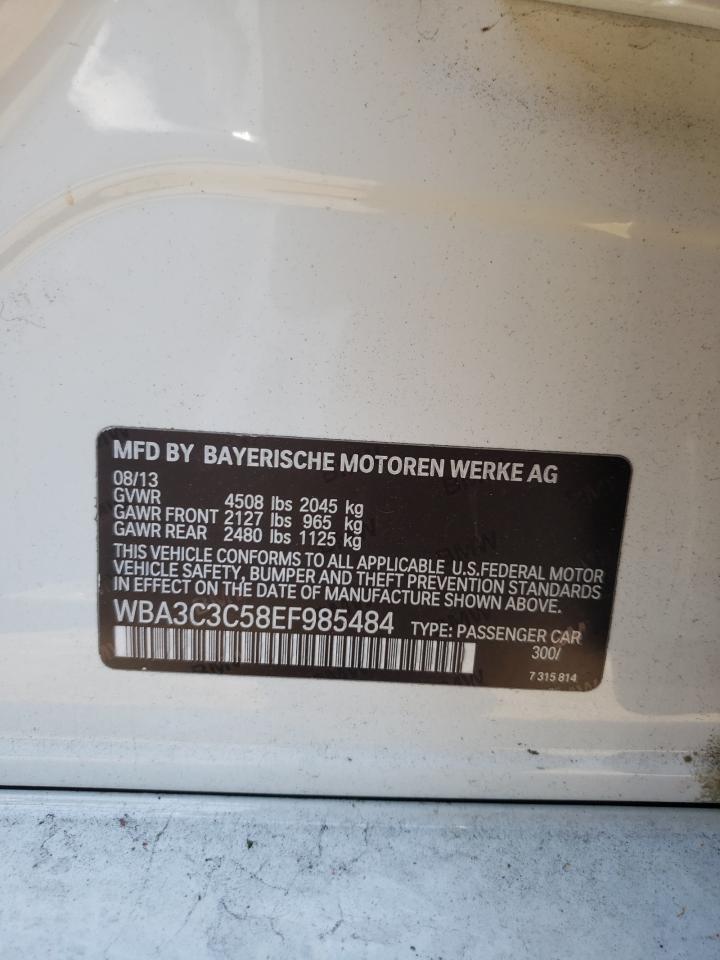 MFD BY BAYERISCHE MOTOREN WERKE AG
08/13
GVWR 4508 lbs 2045 kg
GAWR FRONT 2127 lbs 965 kg
GAWR REAR 2480 lbs 1125 kg
THIS VEHICLE CONFORMS TO ALL APPLICABLE U.S.FEDERAL MOTOR
VEHICLE SAFETY, BUMPER AND THEFT PREVENTION STANDARDS
IN EFFECT ON THE DATE OF MANUFACTURE SHOWN ABOVE.
WBA3C3C58EF985484 TYPE: PASSENGER CAR
300/
7 315 814